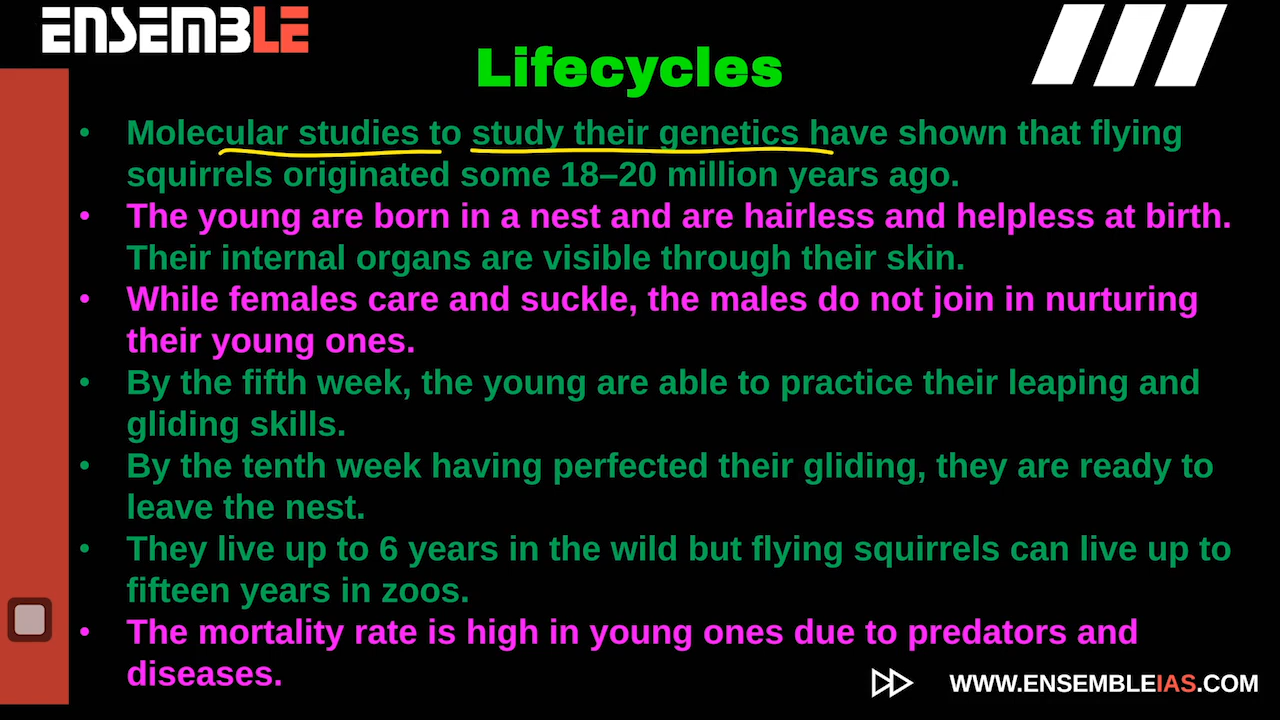 ENSEMBLE
Lifecycles
• Molecular studies to study their genetics have shown that flying
squirrels originated some 18–20 million years ago.
• The young are born in a nest and are hairless and helpless at birth.
Their internal organs are visible through their skin.
• While females care and suckle, the males do not join in nurturing
their young ones.
• By the fifth week, the young are able to practice their leaping and
gliding skills.
• By the tenth week having perfected their gliding, they are ready to
leave the nest.
• They live up to 6 years in the wild but flying squirrels can live up to
fifteen years in zoos.
• The mortality rate is high in young ones due to predators and
diseases.
WWW.ENSEMBLEIAS.COM